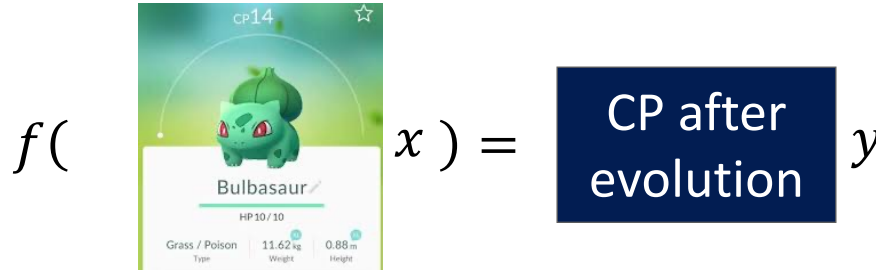 CP14
f( x ) = CP after evolution y
Bulbasaur
HP 10 / 10
Grass / Poison 11.62 kg 0.88 m
Type Weight Height